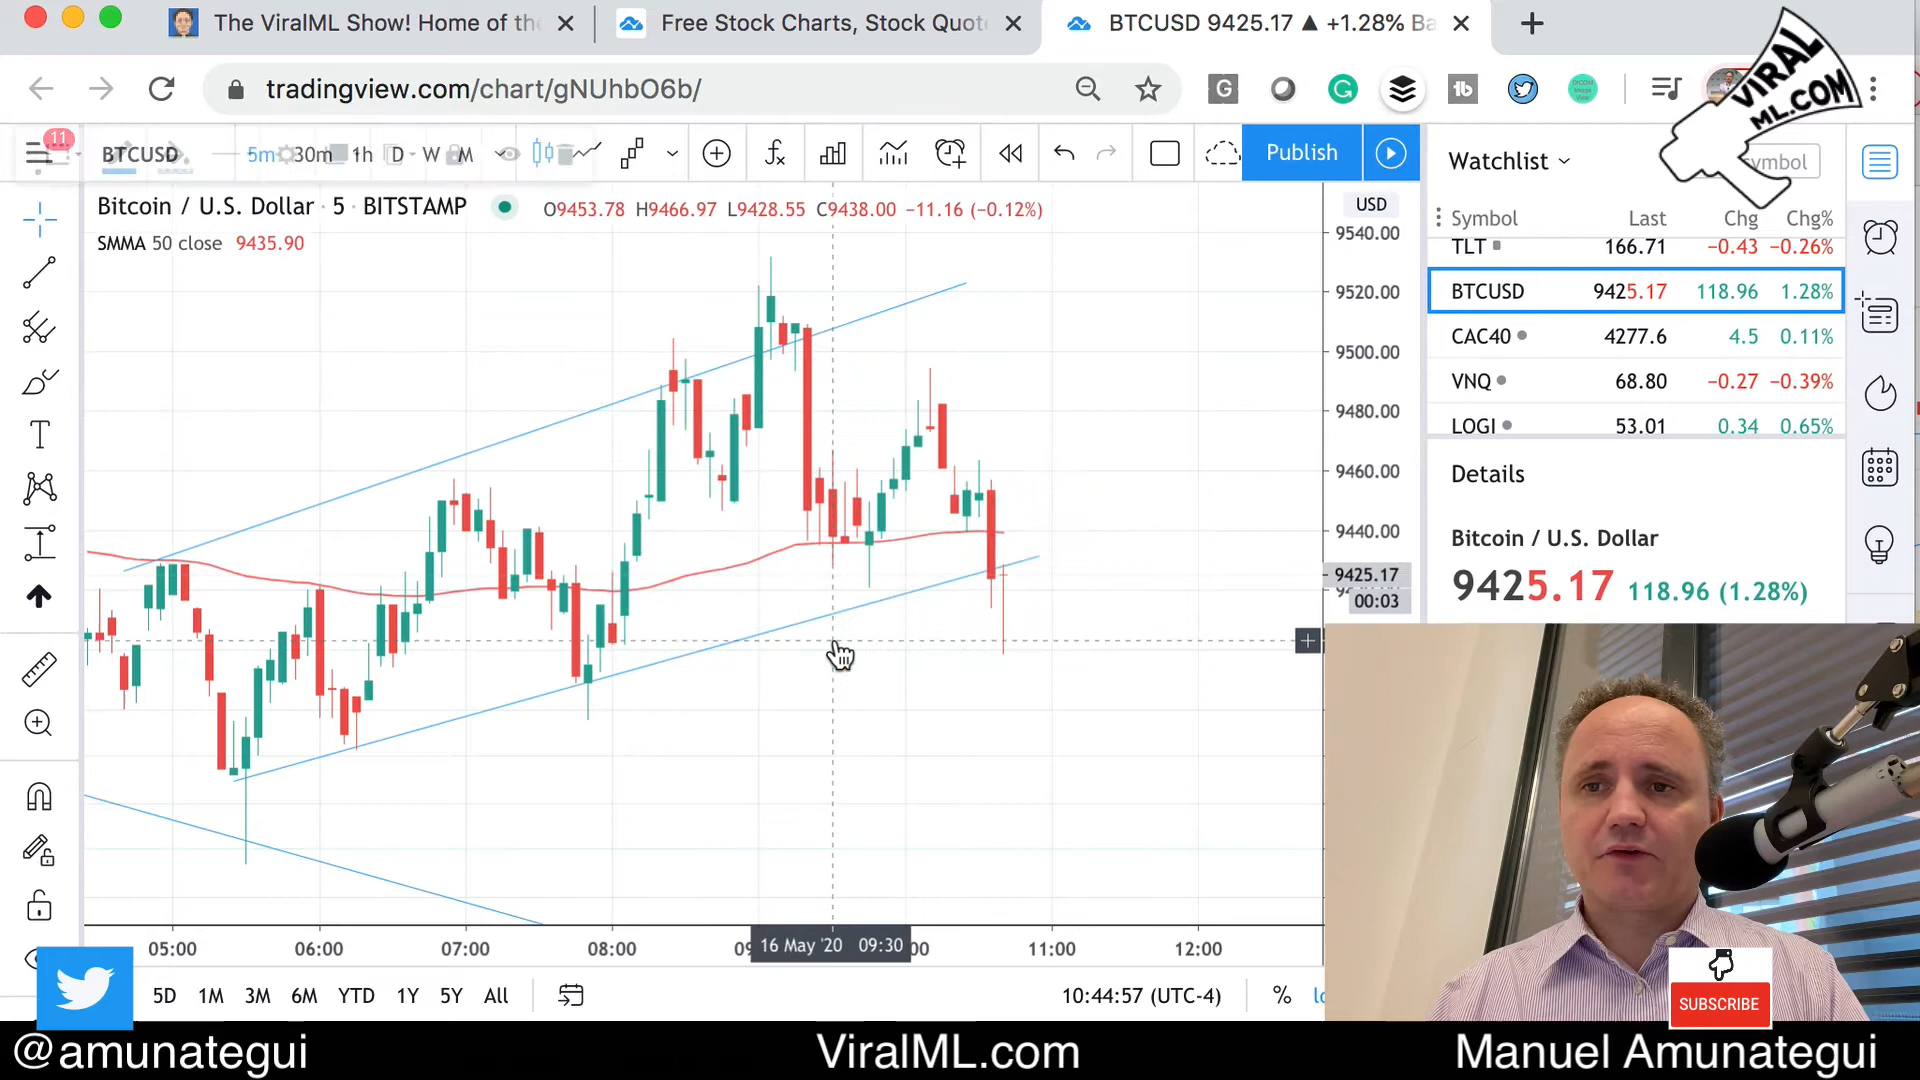 The ViralML Show! Home of the
Free Stock Charts, Stock Quot
BTCUSD 9425.17 ▲ +1.28% Ba
tradingview.com/chart/gNUhbO6b/
VIRAL
ML.COM
11
BTCUSD 5m 30m 1h D W M
Publish
Watchlist
symbol
Bitcoin / U.S. Dollar · 5 · BITSTAMP O9453.78 H9466.97 L9428.55 C9438.00 −11.16 (−0.12%)
SMMA 50 close 9435.90
USD
9540.00
9520.00
9500.00
9480.00
9460.00
9440.00
9425.17
00:03
Symbol Last Chg Chg%
TLT 166.71 −0.43 −0.26%
BTCUSD 9425.17 118.96 1.28%
CAC40 4277.6 4.5 0.11%
VNQ 68.80 −0.27 −0.39%
LOGI 53.01 0.34 0.65%
Details
Bitcoin / U.S. Dollar
9425.17 118.96 (1.28%)
05:00 06:00 07:00 08:00 16 May '20 09:30 11:00 12:00
5D 1M 3M 6M YTD 1Y 5Y All
10:44:57 (UTC-4) %
SUBSCRIBE
@amunategui
ViralML.com
Manuel Amunategui